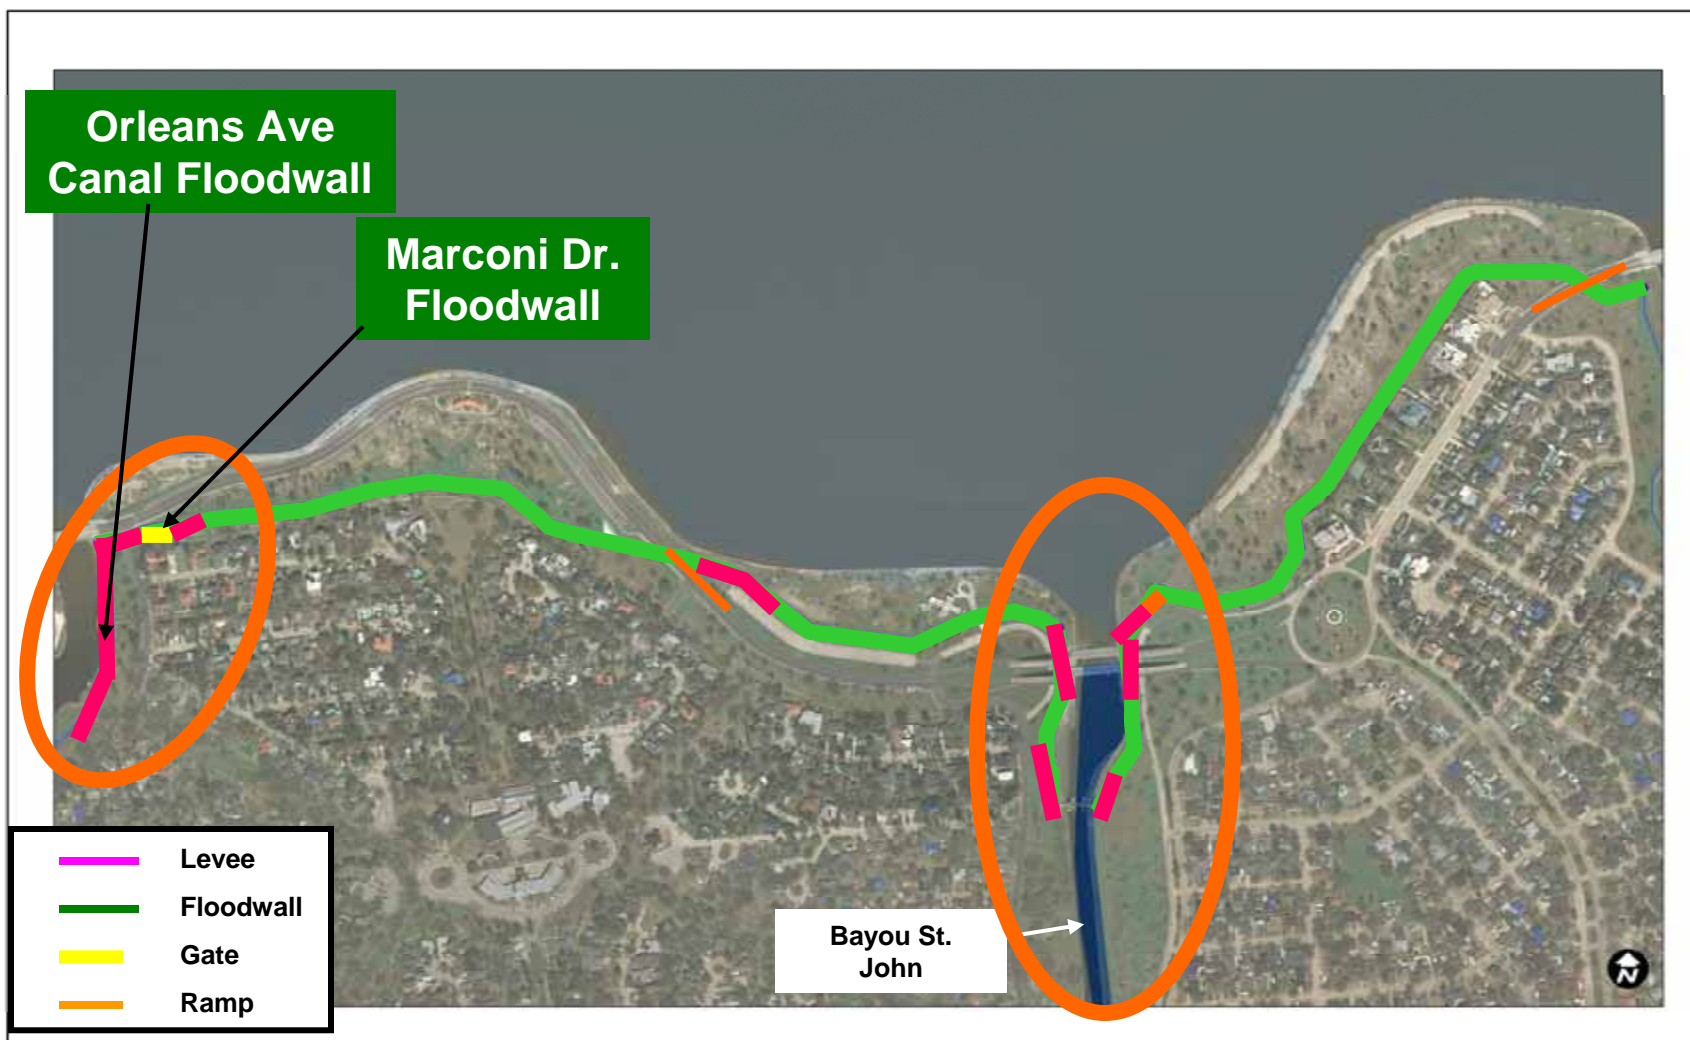 Orleans Ave
Canal Floodwall
Marconi Dr.
Floodwall
Levee
Floodwall
Gate
Ramp
Bayou St.
John
N